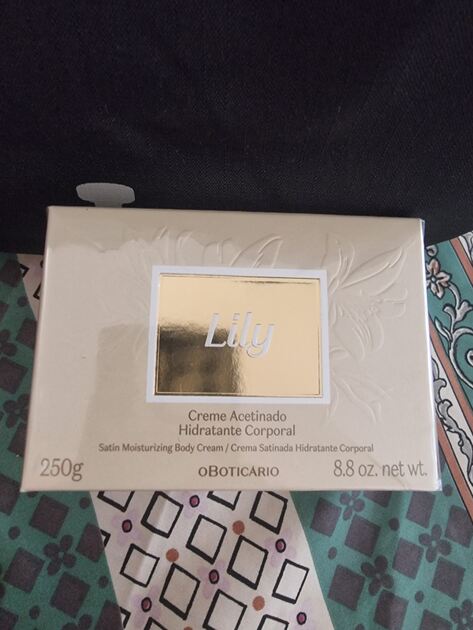 Lily
Creme Acetinado
Hidratante Corporal
Satin Moisturizing Body Cream / Crema Satinada Hidratante Corporal
250g oBOTICÁRIO 8.8 oz. net wt.